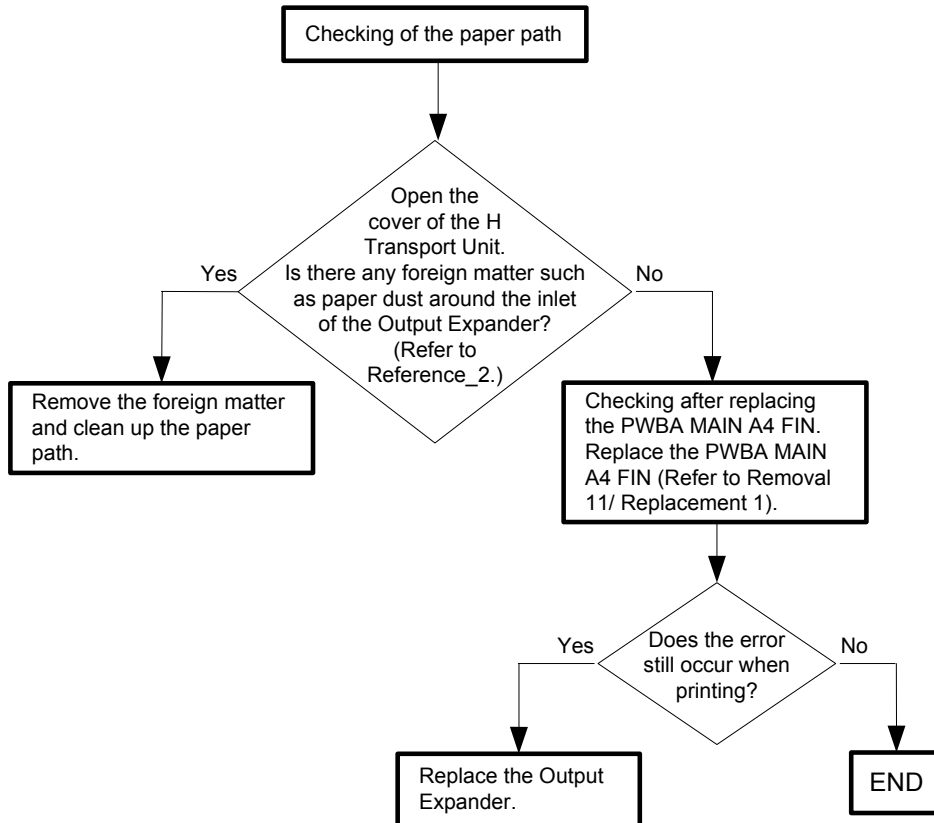 Checking of the paper path
Open the
cover of the H
Transport Unit.
Is there any foreign matter such
as paper dust around the inlet
of the Output Expander?
(Refer to
Reference_2.)
Yes
No
Remove the foreign matter
and clean up the paper
path.
Checking after replacing
the PWBA MAIN A4 FIN.
Replace the PWBA MAIN
A4 FIN (Refer to Removal
11/ Replacement 1).
Does the error
still occur when
printing?
Yes
No
Replace the Output
Expander.
END